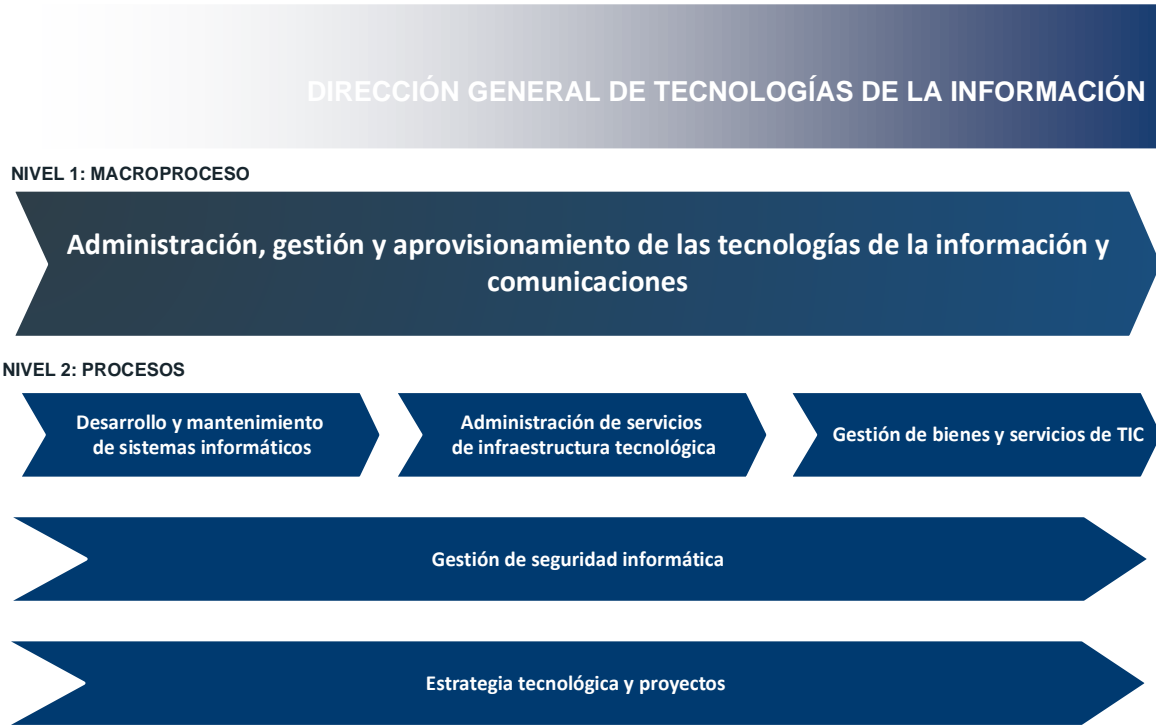 DIRECCIÓN GENERAL DE TECNOLOGÍAS DE LA INFORMACIÓN
NIVEL 1: MACROPROCESO
Administración, gestión y aprovisionamiento de las tecnologías de la información y
comunicaciones
NIVEL 2: PROCESOS
Desarrollo y mantenimiento
de sistemas informáticos
Administración de servicios
de infraestructura tecnológica
Gestión de bienes y servicios de TIC
Gestión de seguridad informática
Estrategia tecnológica y proyectos